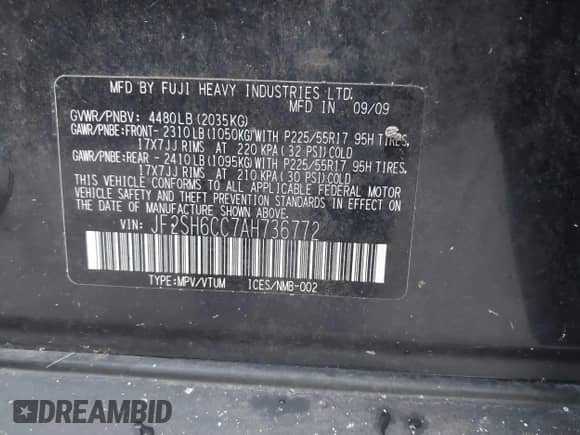 MFD BY FUJI HEAVY INDUSTRIES LTD.
MFD IN 09/09
GVWR/PNBV: 4480LB(2035KG)
GAWR/PNBE:FRONT- 2310LB(1050KG)WITH P225/55R17 95H TIRES,
17X7JJ RIMS AT 220 KPA(32 PSI)COLD
GAWR/PNBE:REAR - 2410LB(1095KG)WITH P225/55R17 95H TIRES,
17X7JJ RIMS AT 210 KPA(30 PSI)COLD
THIS VEHICLE CONFORMS TO ALL APPLICABLE FEDERAL MOTOR
VEHICLE SAFETY AND THEFT PREVENTION STANDARDS IN EFFECT ON
THE DATE OF MANUFACTURE SHOWN ABOVE.
VIN: JF2SH6CC7AH736772
TYPE:MPV/VTUM ICES/NMB-002
DREAMBID